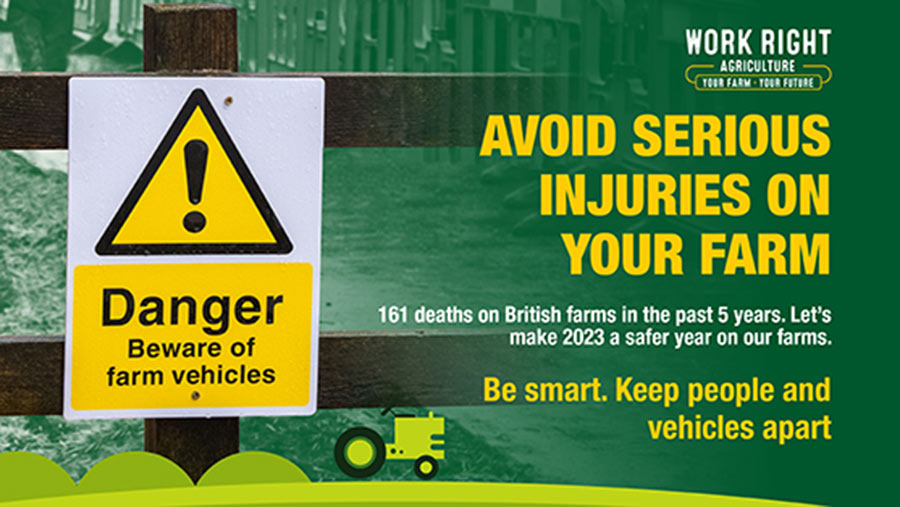 WORK RIGHT
AGRICULTURE
YOUR FARM · YOUR FUTURE
AVOID SERIOUS
INJURIES ON
YOUR FARM
161 deaths on British farms in the past 5 years. Let's
make 2023 a safer year on our farms.
Be smart. Keep people and
vehicles apart
!
Danger
Beware of
farm vehicles